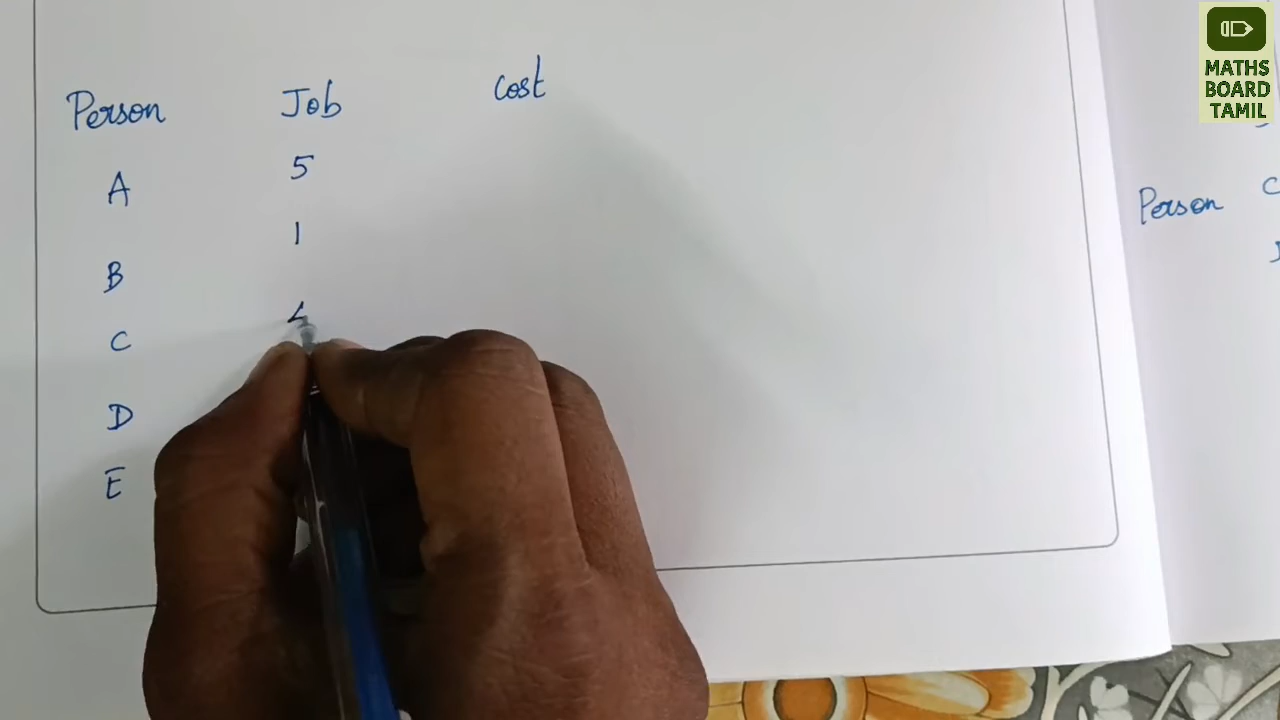 Person Job cost
A 5
B 1
C
D
E
Person
MATHS
BOARD
TAMIL